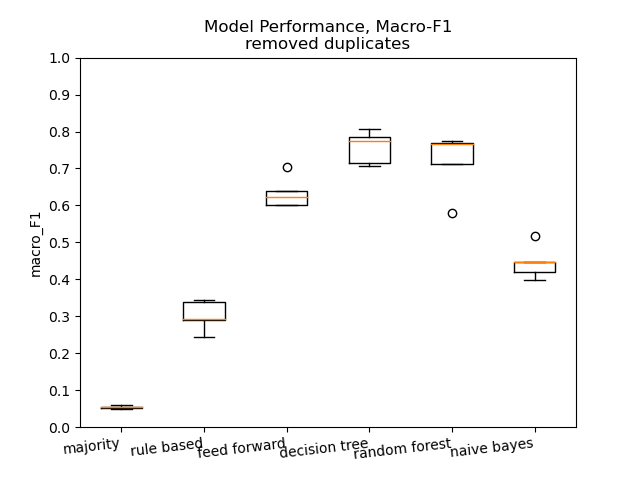 Model Performance, Macro-F1
removed duplicates
1.0
0.9
0.8
0.7
0.6
0.5
0.4
0.3
0.2
0.1
0.0
macro_F1
majority
rule based
feed forward
decision tree
random forest
naive bayes